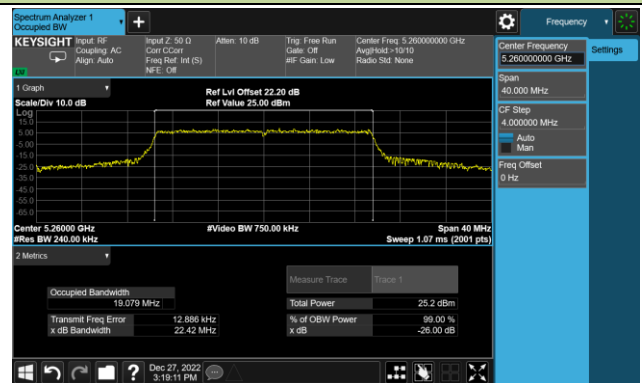 Spectrum Analyzer 1
Occupied BW
Frequency
KEYSIGHT
Input: RF
Coupling: AC
Align: Auto
Input Z: 50 Ω
Corr CCorr
Freq Ref: Int (S)
NFE: Off
Atten: 10 dB
Trig: Free Run
Gate: Off
#IF Gain: Low
Center Freq: 5.260000000 GHz
Avg|Hold:>10/10
Radio Std: None
Center Frequency
5.260000000 GHz
Settings
Span
40.000 MHz
CF Step
4.000000 MHz
Auto
Man
Freq Offset
0 Hz
1 Graph
Scale/Div 10.0 dB
Ref Lvl Offset 22.20 dB
Ref Value 25.00 dBm
Log
15.0
5.00
-5.00
-15.0
-25.0
-35.0
-45.0
-55.0
-65.0
Center 5.26000 GHz
#Res BW 240.00 kHz
#Video BW 750.00 kHz
Span 40 MHz
Sweep 1.07 ms (2001 pts)
2 Metrics
Measure Trace
Trace 1
Occupied Bandwidth
19.079 MHz
Total Power
25.2 dBm
Transmit Freq Error
12.886 kHz
% of OBW Power
99.00 %
x dB Bandwidth
22.42 MHz
x dB
-26.00 dB
Dec 27, 2022
3:19:11 PM